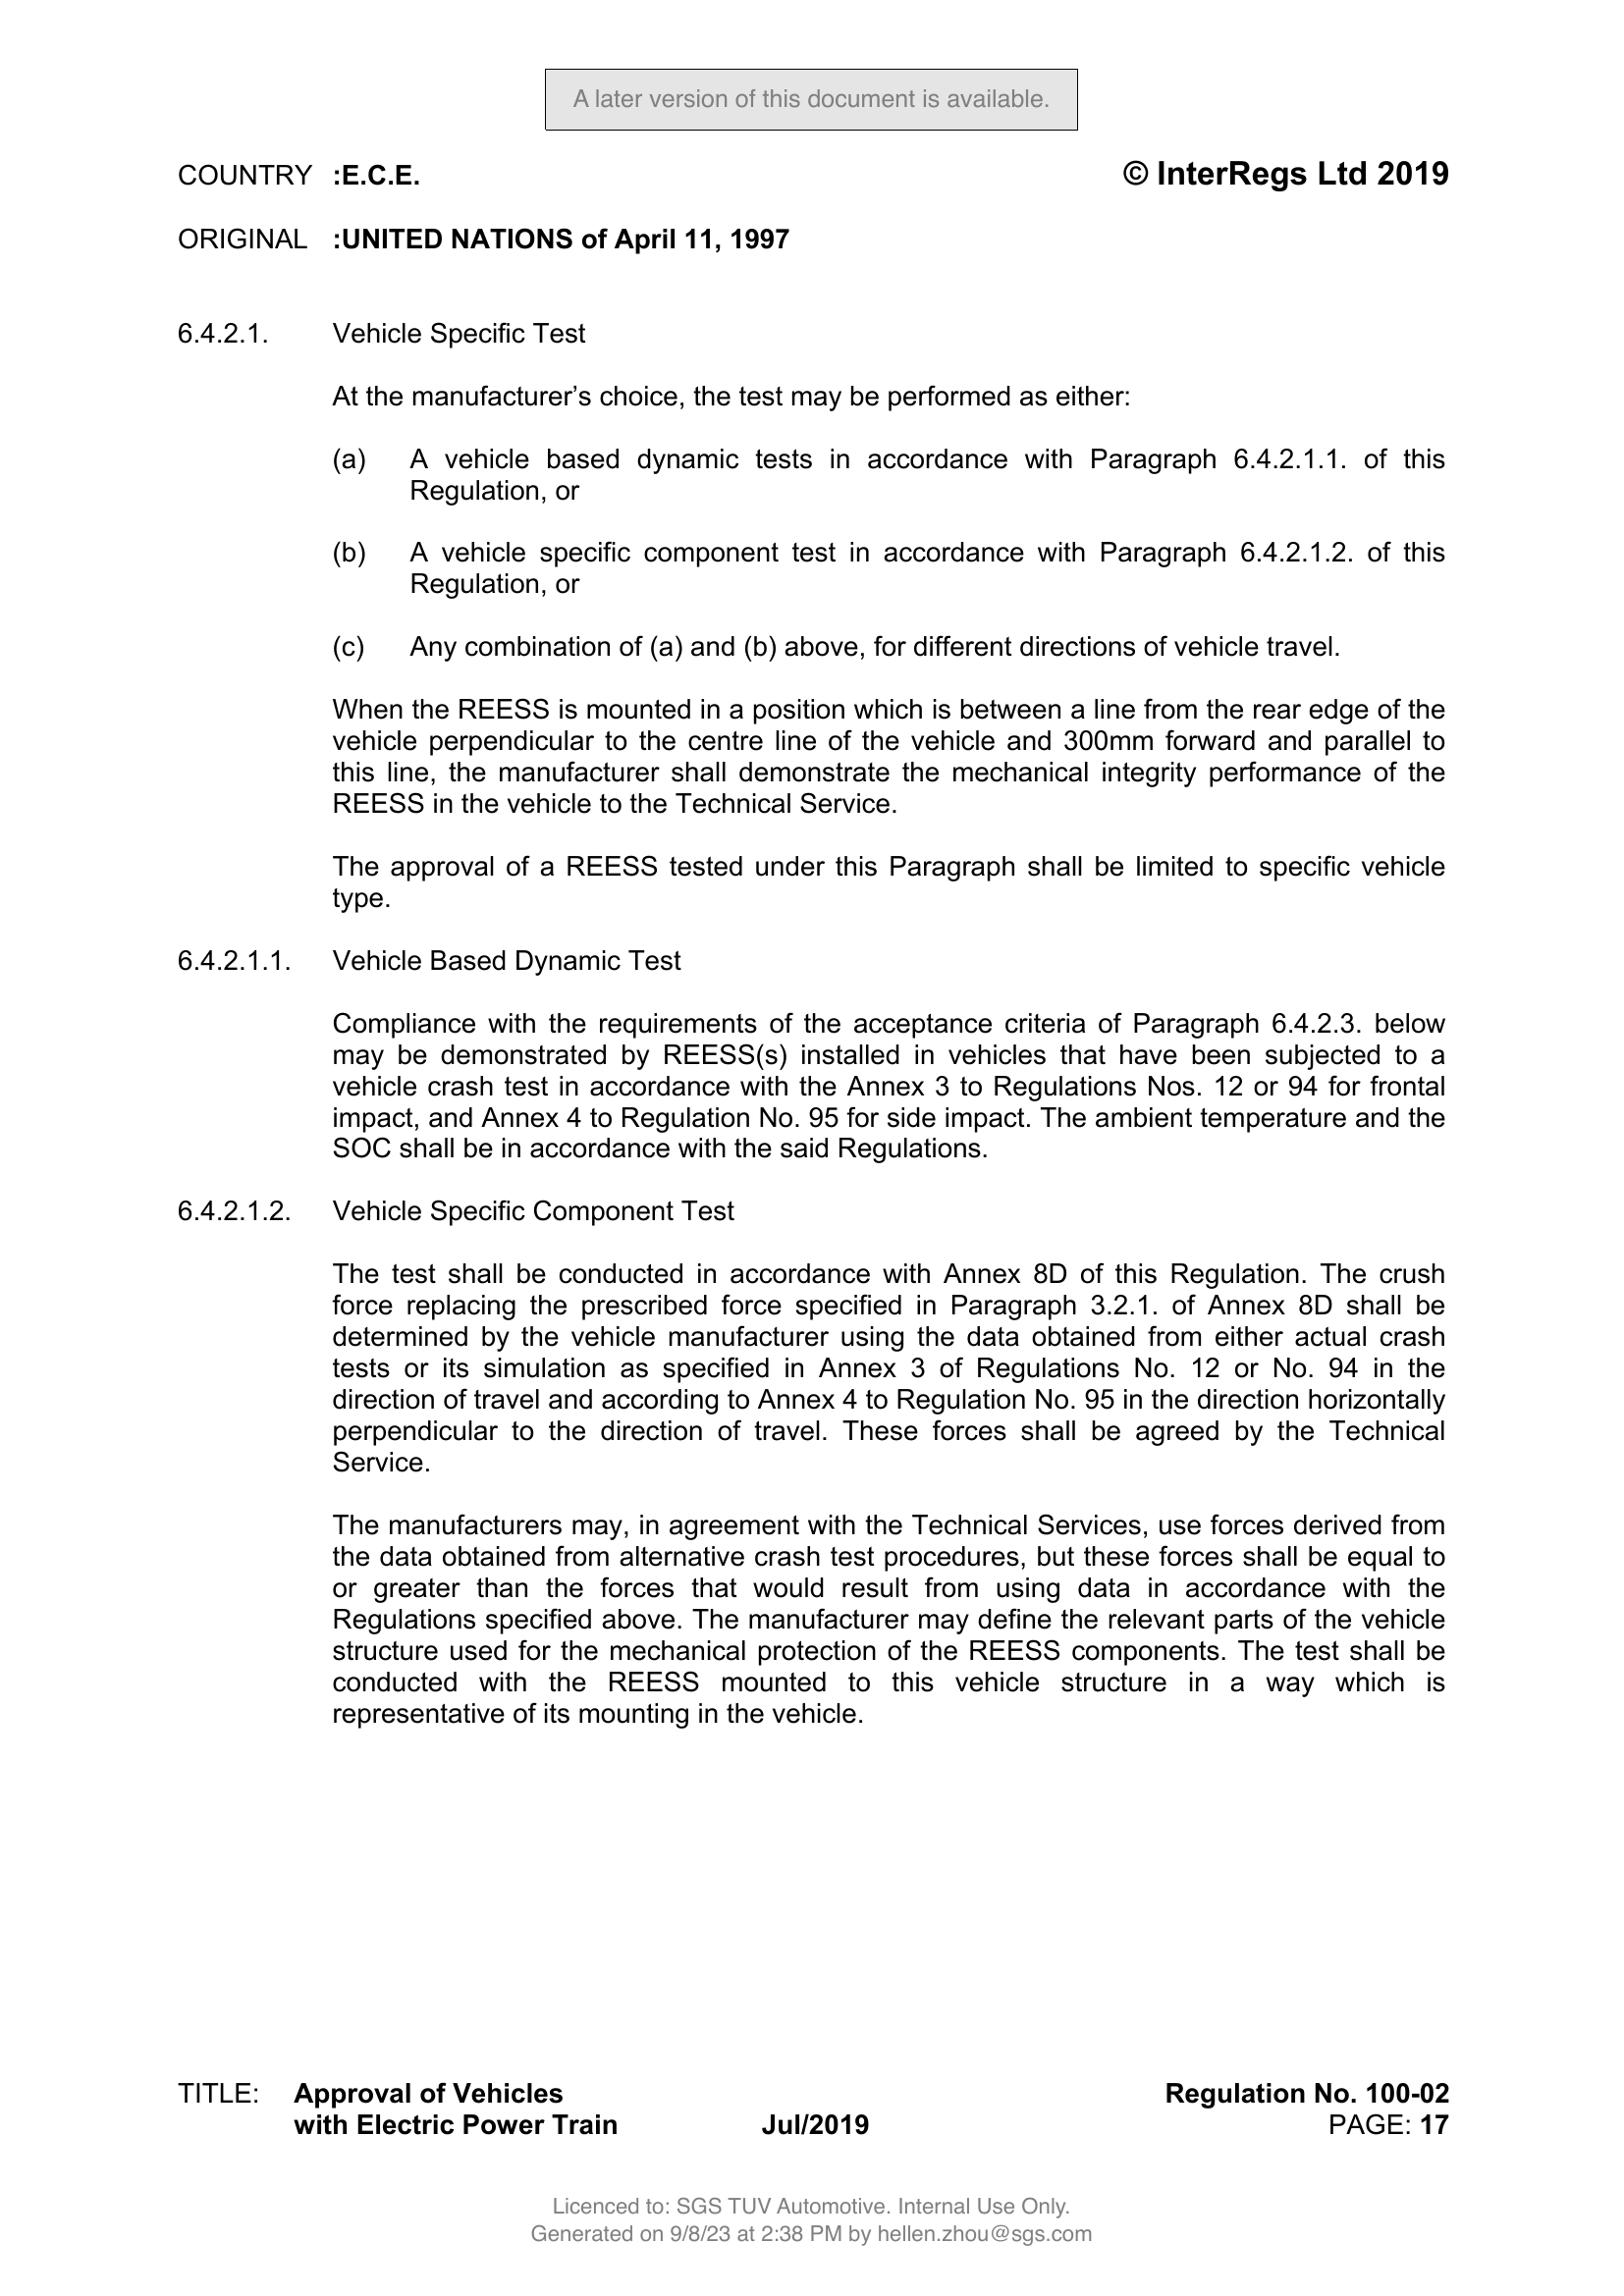 A later version of this document is available.
COUNTRY :E.C.E. © InterRegs Ltd 2019
ORIGINAL :UNITED NATIONS of April 11, 1997
6.4.2.1. Vehicle Specific Test
At the manufacturer’s choice, the test may be performed as either:
(a) A vehicle based dynamic tests in accordance with Paragraph 6.4.2.1.1. of this
Regulation, or
(b) A vehicle specific component test in accordance with Paragraph 6.4.2.1.2. of this
Regulation, or
(c) Any combination of (a) and (b) above, for different directions of vehicle travel.
When the REESS is mounted in a position which is between a line from the rear edge of the
vehicle perpendicular to the centre line of the vehicle and 300mm forward and parallel to
this line, the manufacturer shall demonstrate the mechanical integrity performance of the
REESS in the vehicle to the Technical Service.
The approval of a REESS tested under this Paragraph shall be limited to specific vehicle
type.
6.4.2.1.1. Vehicle Based Dynamic Test
Compliance with the requirements of the acceptance criteria of Paragraph 6.4.2.3. below
may be demonstrated by REESS(s) installed in vehicles that have been subjected to a
vehicle crash test in accordance with the Annex 3 to Regulations Nos. 12 or 94 for frontal
impact, and Annex 4 to Regulation No. 95 for side impact. The ambient temperature and the
SOC shall be in accordance with the said Regulations.
6.4.2.1.2. Vehicle Specific Component Test
The test shall be conducted in accordance with Annex 8D of this Regulation. The crush
force replacing the prescribed force specified in Paragraph 3.2.1. of Annex 8D shall be
determined by the vehicle manufacturer using the data obtained from either actual crash
tests or its simulation as specified in Annex 3 of Regulations No. 12 or No. 94 in the
direction of travel and according to Annex 4 to Regulation No. 95 in the direction horizontally
perpendicular to the direction of travel. These forces shall be agreed by the Technical
Service.
The manufacturers may, in agreement with the Technical Services, use forces derived from
the data obtained from alternative crash test procedures, but these forces shall be equal to
or greater than the forces that would result from using data in accordance with the
Regulations specified above. The manufacturer may define the relevant parts of the vehicle
structure used for the mechanical protection of the REESS components. The test shall be
conducted with the REESS mounted to this vehicle structure in a way which is
representative of its mounting in the vehicle.
TITLE: Approval of Vehicles Regulation No. 100-02
with Electric Power Train Jul/2019 PAGE: 17
Licenced to: SGS TUV Automotive. Internal Use Only.
Generated on 9/8/23 at 2:38 PM by hellen.zhou@sgs.com